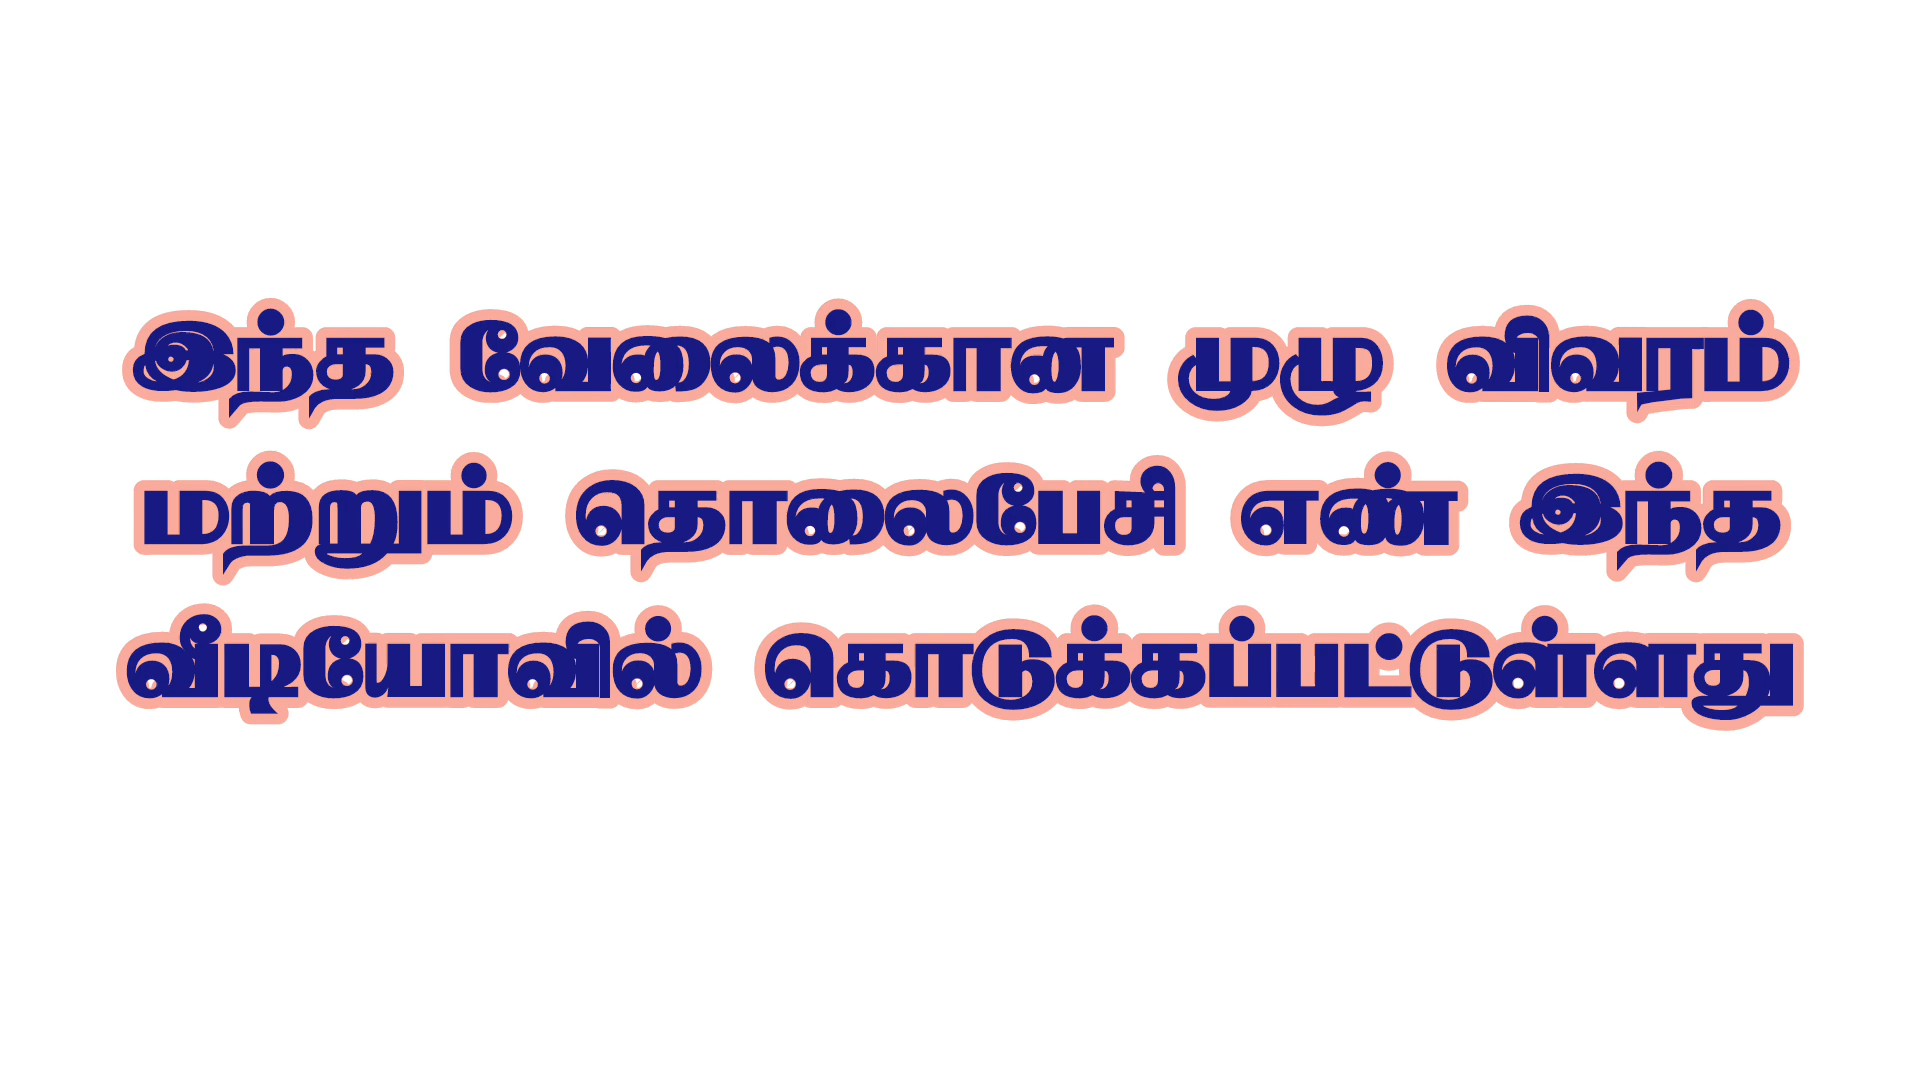 இந்த வேலைக்கான முழு விவரம்
மற்றும் தொலைபேசி எண் இந்த
வீடியோவில் கொடுக்கப்பட்டுள்ளது